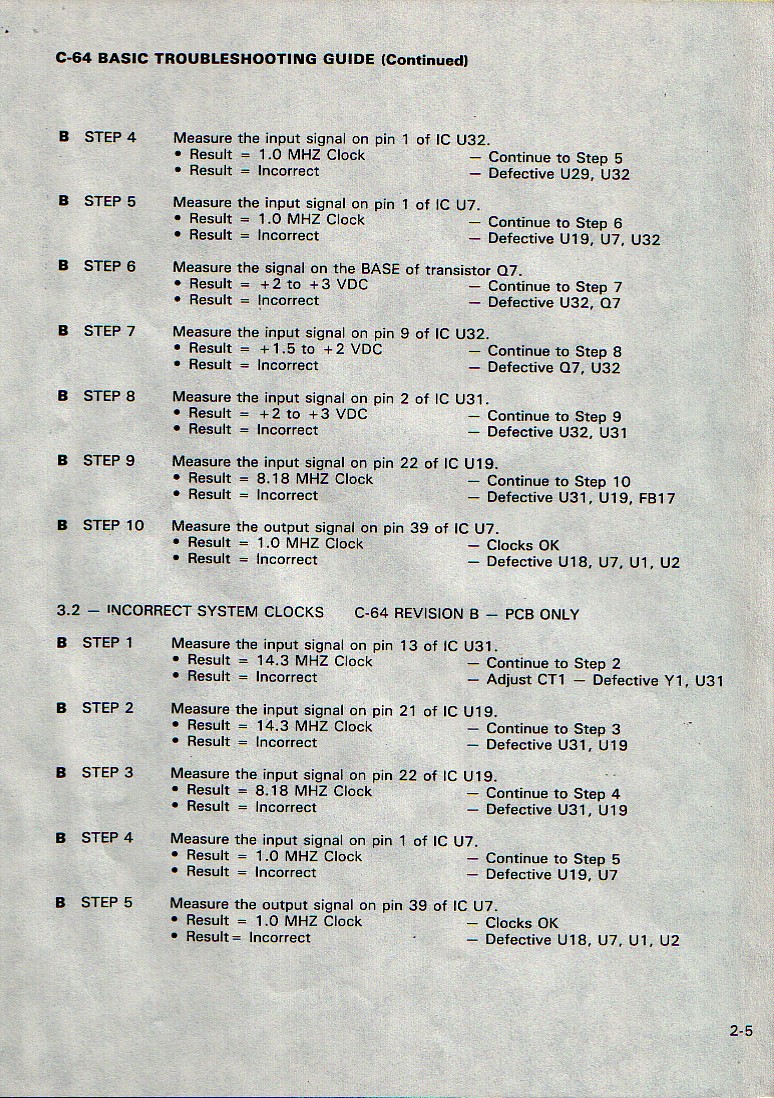 C-64 BASIC TROUBLESHOOTING GUIDE (Continued)
B STEP 4 Measure the input signal on pin 1 of IC U32.
• Result = 1.0 MHZ Clock — Continue to Step 5
• Result = Incorrect — Defective U29, U32
B STEP 5 Measure the input signal on pin 1 of IC U7.
• Result = 1.0 MHZ Clock — Continue to Step 6
• Result = Incorrect — Defective U19, U7, U32
B STEP 6 Measure the signal on the BASE of transistor Q7.
• Result = +2 to +3 VDC — Continue to Step 7
• Result = Incorrect — Defective U32, Q7
B STEP 7 Measure the input signal on pin 9 of IC U32.
• Result = +1.5 to +2 VDC — Continue to Step 8
• Result = Incorrect — Defective Q7, U32
B STEP 8 Measure the input signal on pin 2 of IC U31.
• Result = +2 to +3 VDC — Continue to Step 9
• Result = Incorrect — Defective U32, U31
B STEP 9 Measure the input signal on pin 22 of IC U19.
• Result = 8.18 MHZ Clock — Continue to Step 10
• Result = Incorrect — Defective U31, U19, FB17
B STEP 10 Measure the output signal on pin 39 of IC U7.
• Result = 1.0 MHZ Clock — Clocks OK
• Result = Incorrect — Defective U18, U7, U1, U2
3.2 — INCORRECT SYSTEM CLOCKS C-64 REVISION B — PCB ONLY
B STEP 1 Measure the input signal on pin 13 of IC U31.
• Result = 14.3 MHZ Clock — Continue to Step 2
• Result = Incorrect — Adjust CT1 — Defective Y1, U31
B STEP 2 Measure the input signal on pin 21 of IC U19.
• Result = 14.3 MHZ Clock — Continue to Step 3
• Result = Incorrect — Defective U31, U19
B STEP 3 Measure the input signal on pin 22 of IC U19.
• Result = 8.18 MHZ Clock — Continue to Step 4
• Result = Incorrect — Defective U31, U19
B STEP 4 Measure the input signal on pin 1 of IC U7.
• Result = 1.0 MHZ Clock — Continue to Step 5
• Result = Incorrect — Defective U19, U7
B STEP 5 Measure the output signal on pin 39 of IC U7.
• Result = 1.0 MHZ Clock — Clocks OK
• Result= Incorrect — Defective U18, U7, U1, U2
2-5